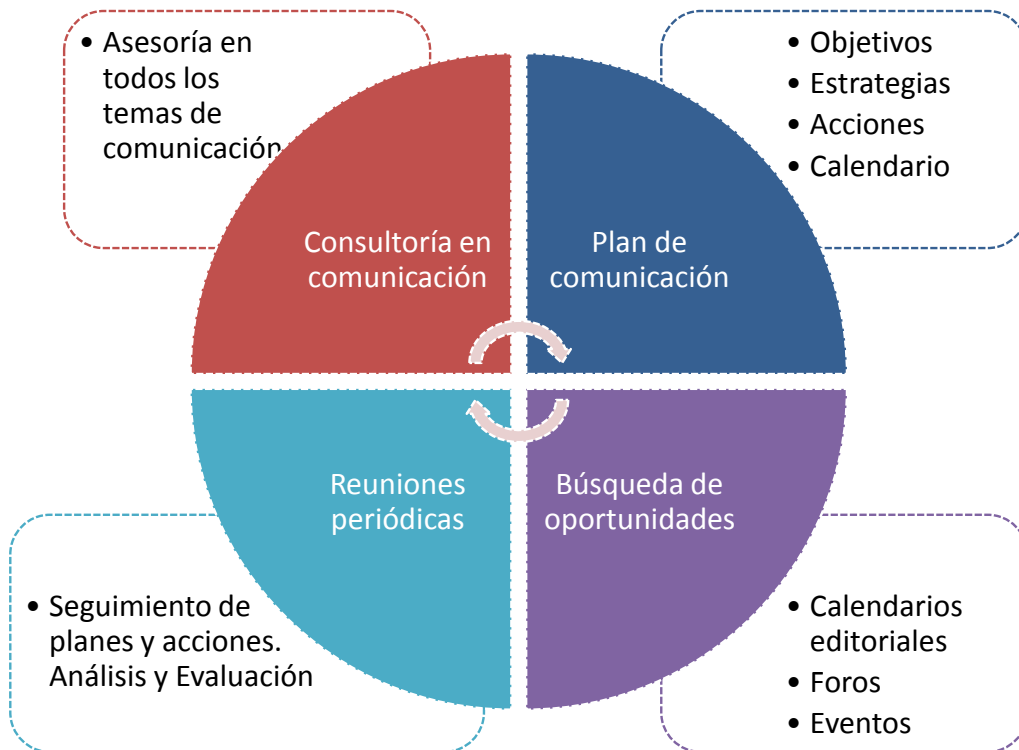 • Asesoría en
todos los
temas de
comunicación
• Objetivos
• Estrategias
• Acciones
• Calendario
Consultoría en
comunicación
Plan de
comunicación
Reuniones
periódicas
Búsqueda de
oportunidades
• Seguimiento de
planes y acciones.
Análisis y Evaluación
• Calendarios
editoriales
• Foros
• Eventos